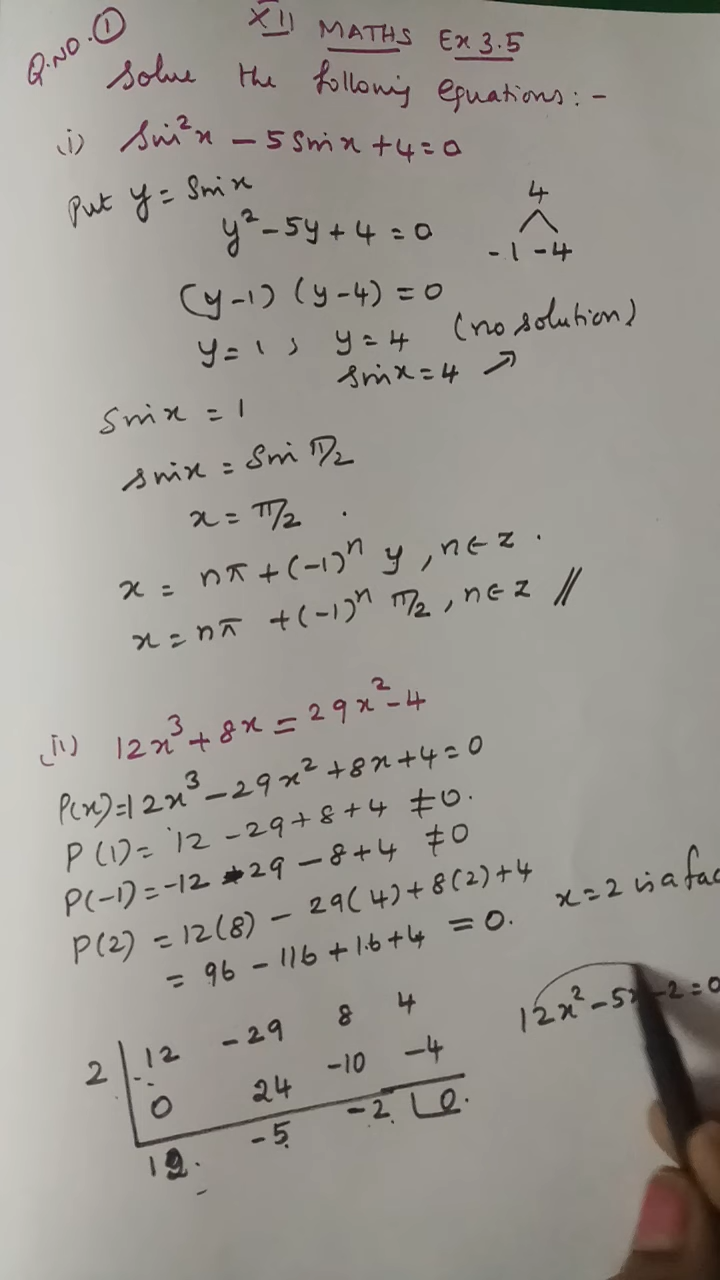 XII MATHS Ex 3.5
Q.NO. ①
Solve the following equations:-
(i) Sin²x - 5 Sin x + 4 = 0
Put y = Sin x
y² - 5y + 4 = 0
4
-1 -4
(y-1) (y-4) = 0
y = 1, y = 4 (no solution)
sin x = 4
Sin x = 1
sin x = Sin π/2
x = π/2 .
x = nπ + (-1)ⁿ y, n∈z .
x = nπ + (-1)ⁿ π/2, n∈z //
(ii) 12x³ + 8x = 29x² - 4
P(x) = 12x³ - 29x² + 8x + 4 = 0
P(1) = 12 - 29 + 8 + 4 ≠ 0.
P(-1) = -12 - 29 - 8 + 4 ≠ 0
P(2) = 12(8) - 29(4) + 8(2) + 4
= 96 - 116 + 16 + 4 = 0. x = 2 is a fac
12x² - 5x - 2 = 0
2 | 12 -29 8 4
0 24 -10 -4
12 -5 -2 | 0.